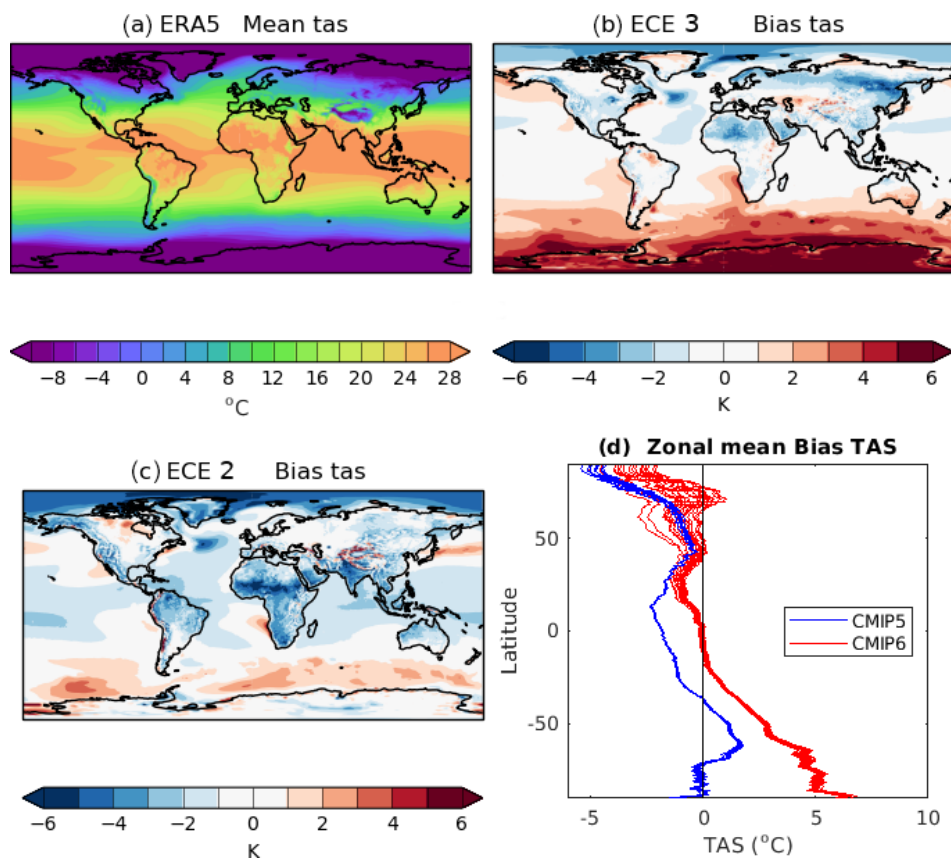 (a) ERA5 Mean tas
(b) ECE 3 Bias tas
−8 −4 0 4 8 12 16 20 24 28
°C
−6 −4 −2 0 2 4 6
K
(c) ECE 2 Bias tas
−6 −4 −2 0 2 4 6
K
(d) Zonal mean Bias TAS
50
0
-50
Latitude
CMIP5
CMIP6
-5 0 5 10
TAS (°C)